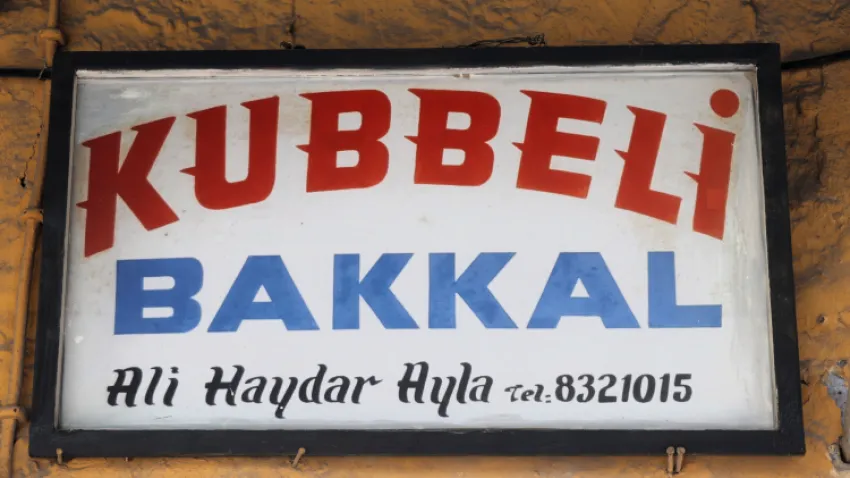 KUBBELİ
BAKKAL
Ali Haydar Ayla Tel: 8321015